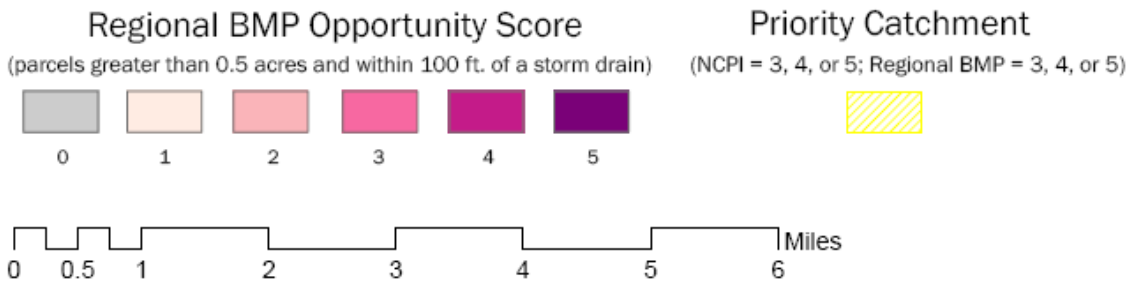 Regional BMP Opportunity Score
(parcels greater than 0.5 acres and within 100 ft. of a storm drain)
0 1 2 3 4 5
Priority Catchment
(NCPI = 3, 4, or 5; Regional BMP = 3, 4, or 5)
Miles
0 0.5 1 2 3 4 5 6